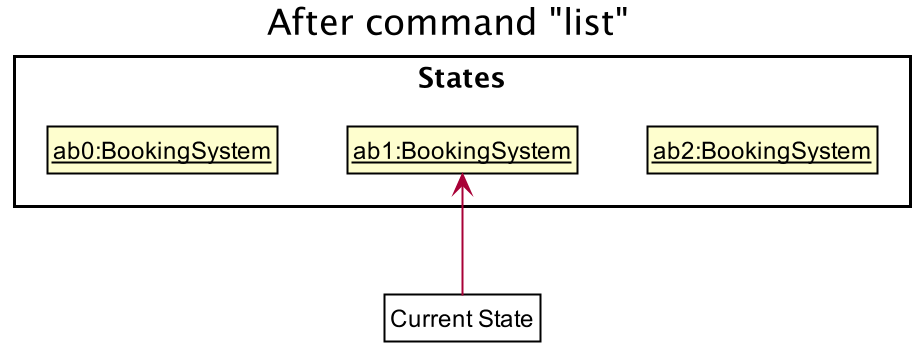 After command "list"
States
ab0:BookingSystem
ab1:BookingSystem
ab2:BookingSystem
Current State